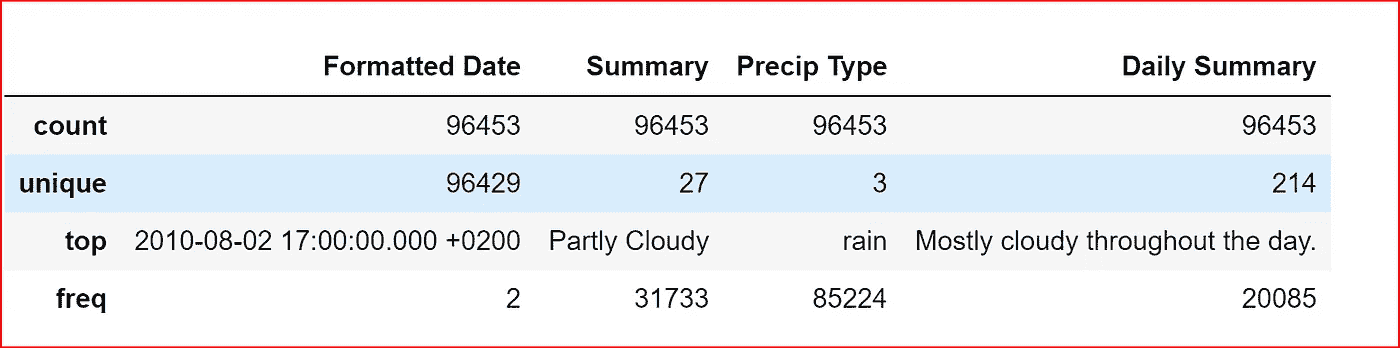 Formatted Date Summary Precip Type Daily Summary
count 96453 96453 96453 96453
unique 96429 27 3 214
top 2010-08-02 17:00:00.000 +0200 Partly Cloudy rain Mostly cloudy throughout the day.
freq 2 31733 85224 20085